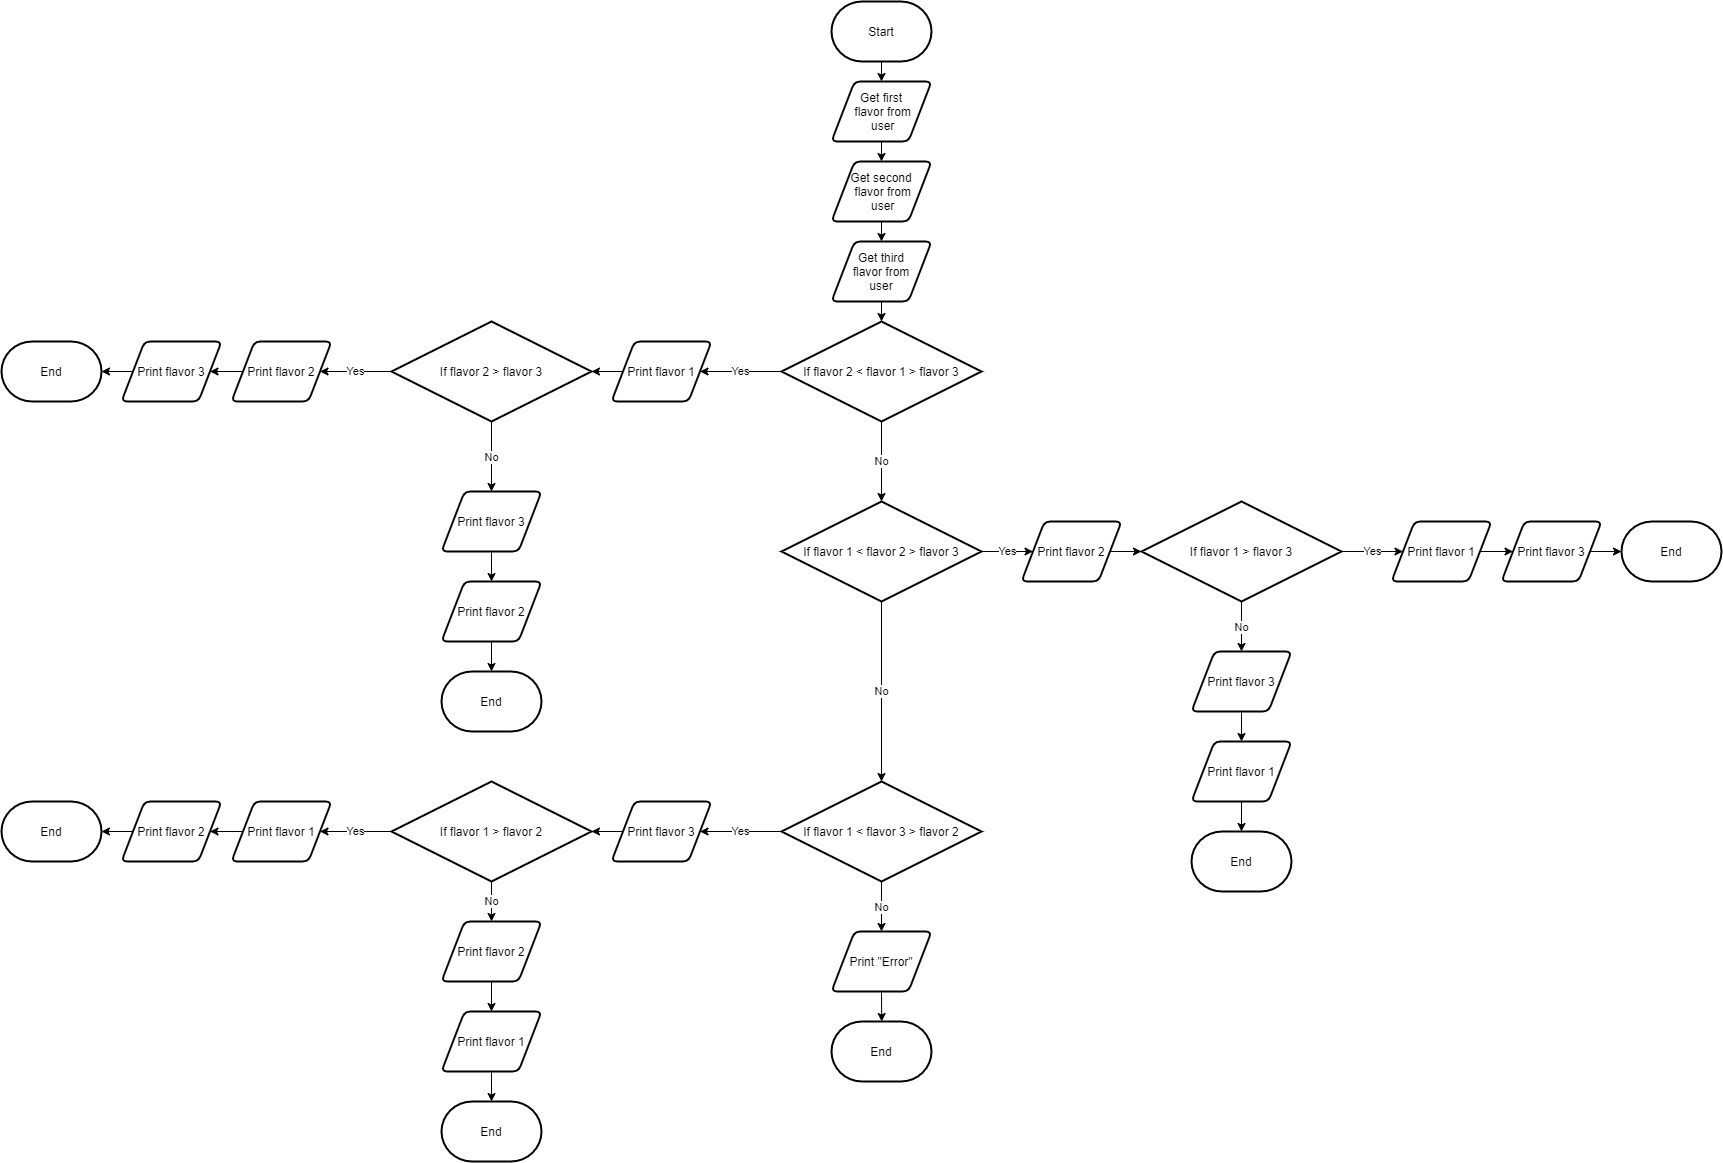 Start
Get first
flavor from
user
Get second
flavor from
user
Get third
flavor from
user
End
Print flavor 3
Print flavor 2
Yes
If flavor 2 > flavor 3
Print flavor 1
Yes
If flavor 2 < flavor 1 > flavor 3
No
No
Print flavor 3
Print flavor 2
End
If flavor 1 < flavor 2 > flavor 3
Yes
Print flavor 2
If flavor 1 > flavor 3
Yes
Print flavor 1
Print flavor 3
End
No
Print flavor 3
Print flavor 1
End
No
End
Print flavor 2
Print flavor 1
Yes
If flavor 1 > flavor 2
Print flavor 3
Yes
If flavor 1 < flavor 3 > flavor 2
No
Print flavor 2
Print flavor 1
End
No
Print "Error"
End